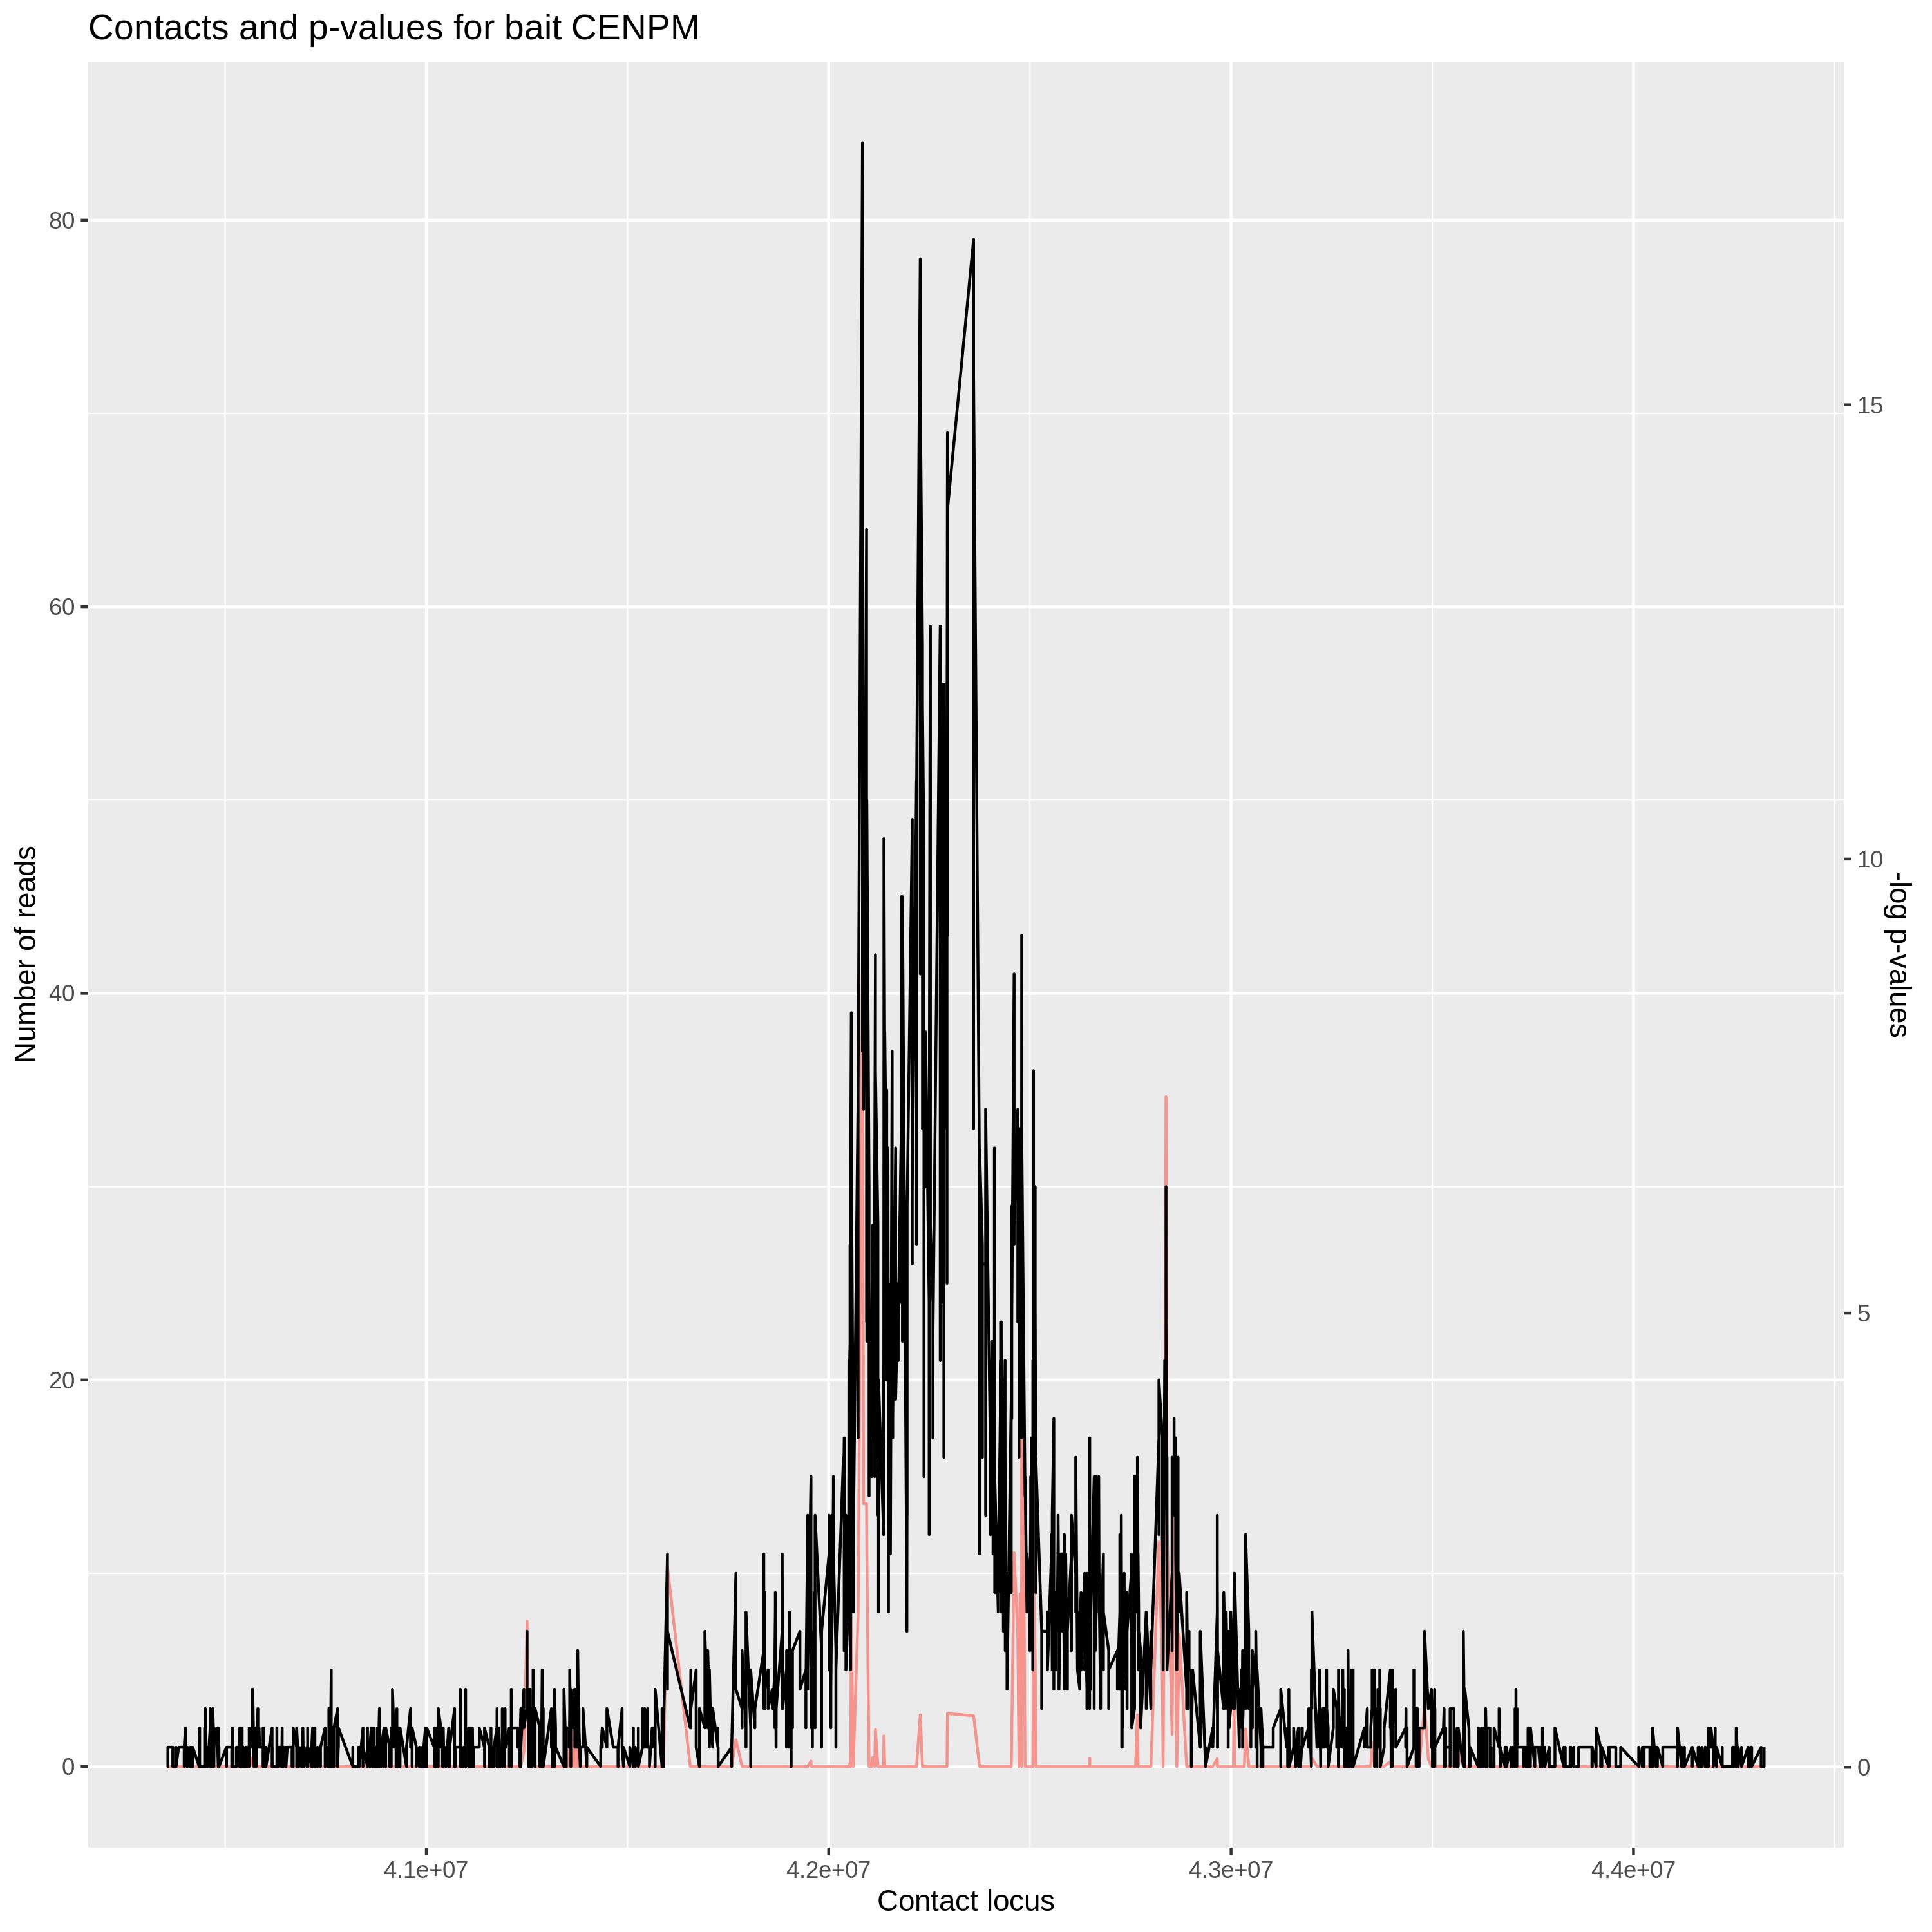 Contacts and p-values for bait CENPM
80
60
40
20
0
Number of reads
15
10
5
0
-log p-values
4.1e+07
4.2e+07
4.3e+07
4.4e+07
Contact locus